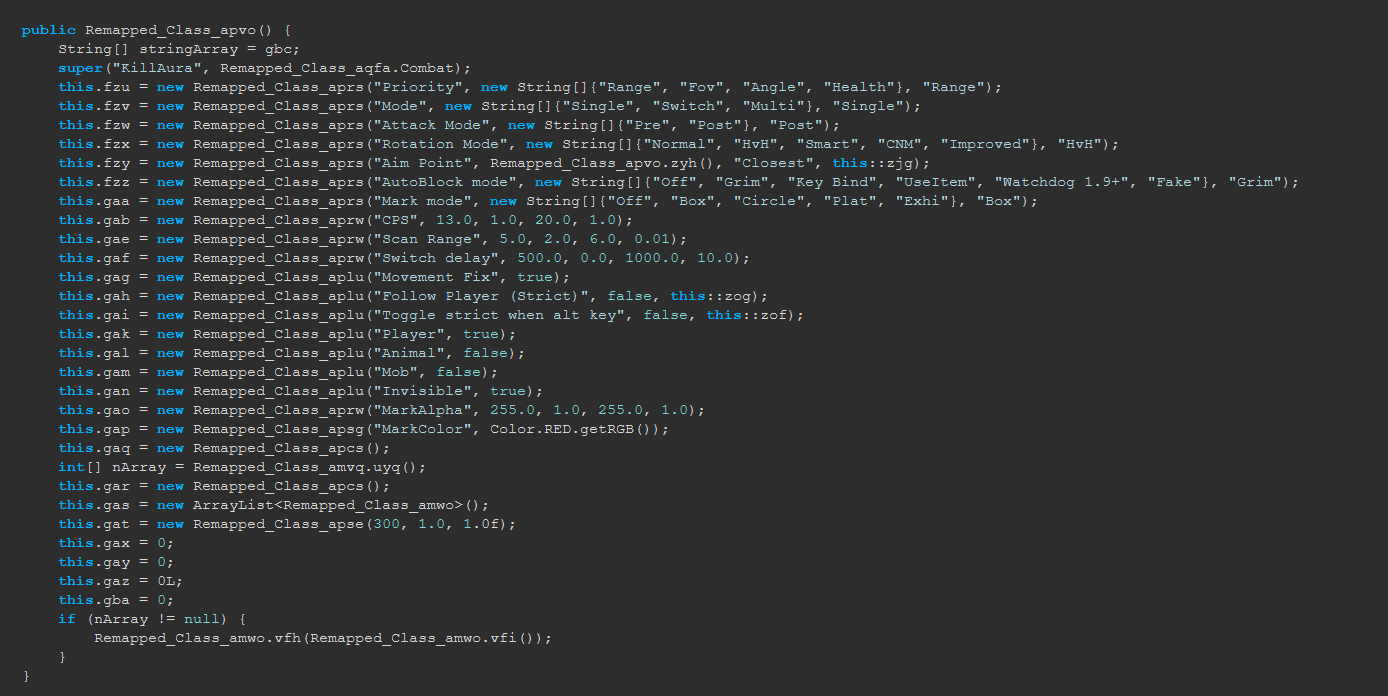 public Remapped_Class_apvo() {
    String[] stringArray = gbc;
    super("KillAura", Remapped_Class_aqfa.Combat);
    this.fzu = new Remapped_Class_aprs("Priority", new String[]{"Range", "Fov", "Angle", "Health"}, "Range");
    this.fzv = new Remapped_Class_aprs("Mode", new String[]{"Single", "Switch", "Multi"}, "Single");
    this.fzw = new Remapped_Class_aprs("Attack Mode", new String[]{"Pre", "Post"}, "Post");
    this.fzx = new Remapped_Class_aprs("Rotation Mode", new String[]{"Normal", "HvH", "Smart", "CNM", "Improved"}, "HvH");
    this.fzy = new Remapped_Class_aprs("Aim Point", Remapped_Class_apvo.zyh(), "Closest", this::zjg);
    this.fzz = new Remapped_Class_aprs("AutoBlock mode", new String[]{"Off", "Grim", "Key Bind", "UseItem", "Watchdog 1.9+", "Fake"}, "Grim");
    this.gaa = new Remapped_Class_aprs("Mark mode", new String[]{"Off", "Box", "Circle", "Plat", "Exhi"}, "Box");
    this.gab = new Remapped_Class_aprw("CPS", 13.0, 1.0, 20.0, 1.0);
    this.gae = new Remapped_Class_aprw("Scan Range", 5.0, 2.0, 6.0, 0.01);
    this.gaf = new Remapped_Class_aprw("Switch delay", 500.0, 0.0, 1000.0, 10.0);
    this.gag = new Remapped_Class_aplu("Movement Fix", true);
    this.gah = new Remapped_Class_aplu("Follow Player (Strict)", false, this::zog);
    this.gai = new Remapped_Class_aplu("Toggle strict when alt key", false, this::zof);
    this.gak = new Remapped_Class_aplu("Player", true);
    this.gal = new Remapped_Class_aplu("Animal", false);
    this.gam = new Remapped_Class_aplu("Mob", false);
    this.gan = new Remapped_Class_aplu("Invisible", true);
    this.gao = new Remapped_Class_aprw("MarkAlpha", 255.0, 1.0, 255.0, 1.0);
    this.gap = new Remapped_Class_apsg("MarkColor", Color.RED.getRGB());
    this.gaq = new Remapped_Class_apcs();
    int[] nArray = Remapped_Class_amvq.uyq();
    this.gar = new Remapped_Class_apcs();
    this.gas = new ArrayList<Remapped_Class_amwo>();
    this.gat = new Remapped_Class_apse(300, 1.0, 1.0f);
    this.gax = 0;
    this.gay = 0;
    this.gaz = 0L;
    this.gba = 0;
    if (nArray != null) {
        Remapped_Class_amwo.vfh(Remapped_Class_amwo.vfi());
    }
}